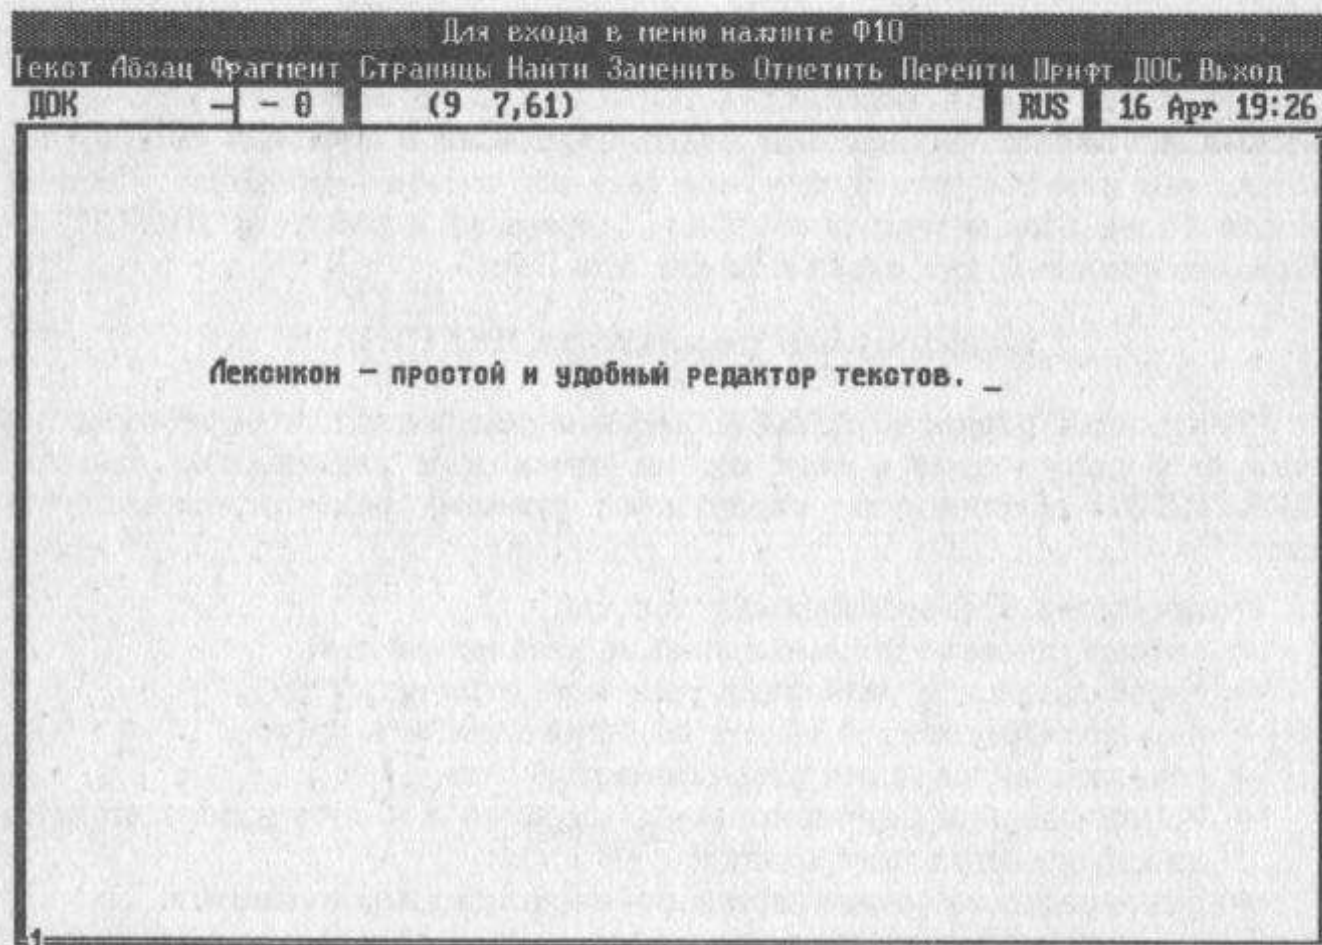 Для входа в меню нажмите Ф10
Текст Абзац Фрагмент Страницы Найти Заменить Отметить Перейти Шрифт ДОС Выход
ДОК —┤ — 0 (9 7,61) RUS 16 Apr 19:26
Лексикон — простой и удобный редактор текстов. _
1